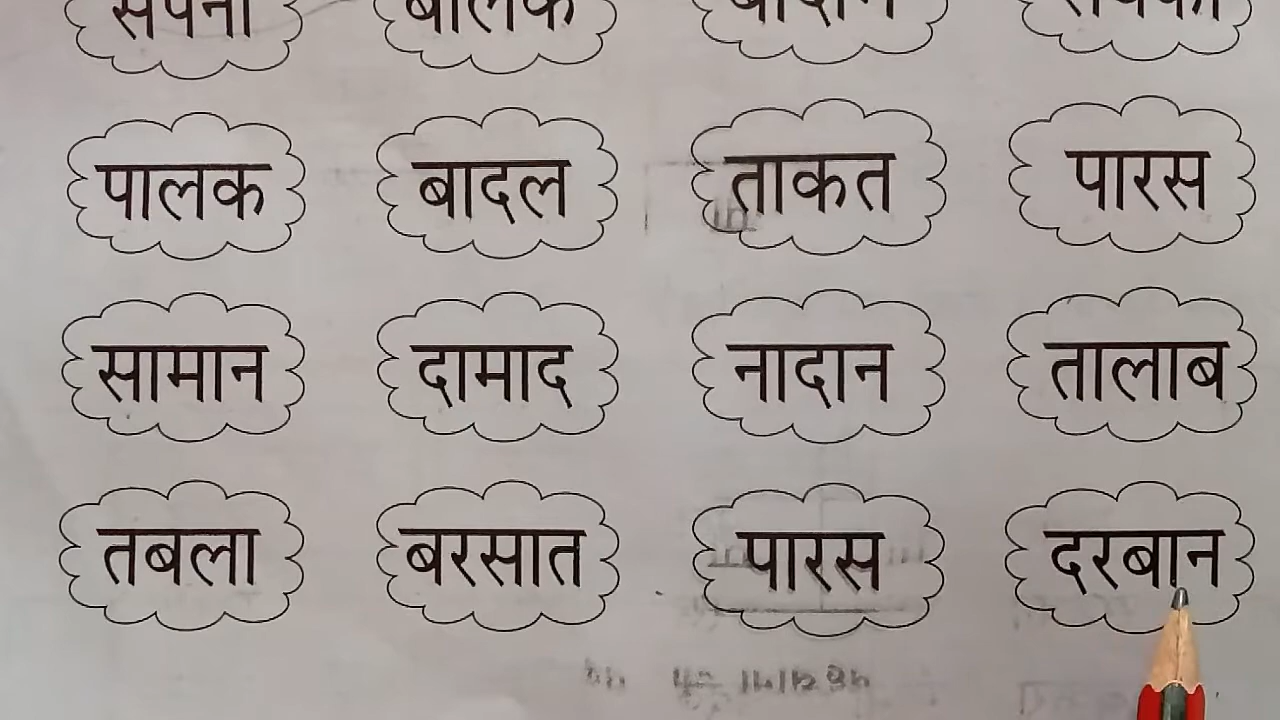 सपना बालक बादाम
पालक बादल ताकत पारस
सामान दामाद नादान तालाब
तबला बरसात पारस दरबान